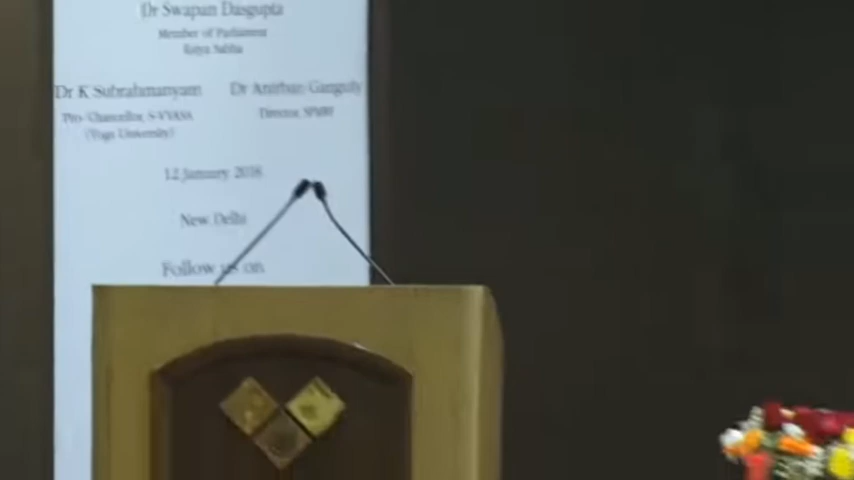 Dr Swapan Dasgupta
Member of Parliament
Rajya Sabha
Dr K Subrahmanyam
Dr Anirban Ganguly
Pro-Chancellor, S-VYASA
Director, SPMRF
(Yoga University)
12 January
New Delhi
Follow us on